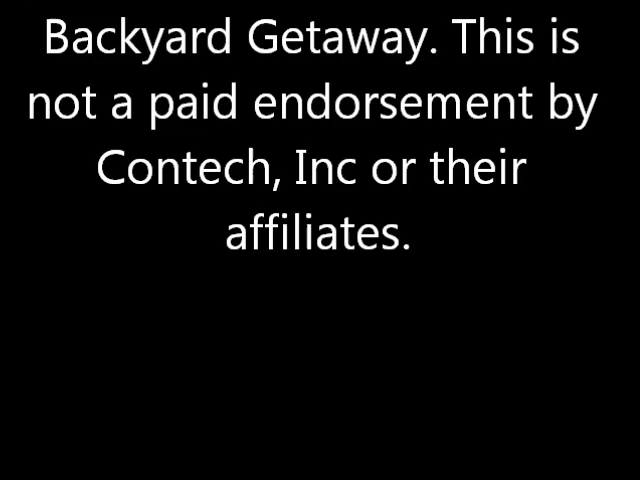 Backyard Getaway. This is
not a paid endorsement by
Contech, Inc or their
affiliates.